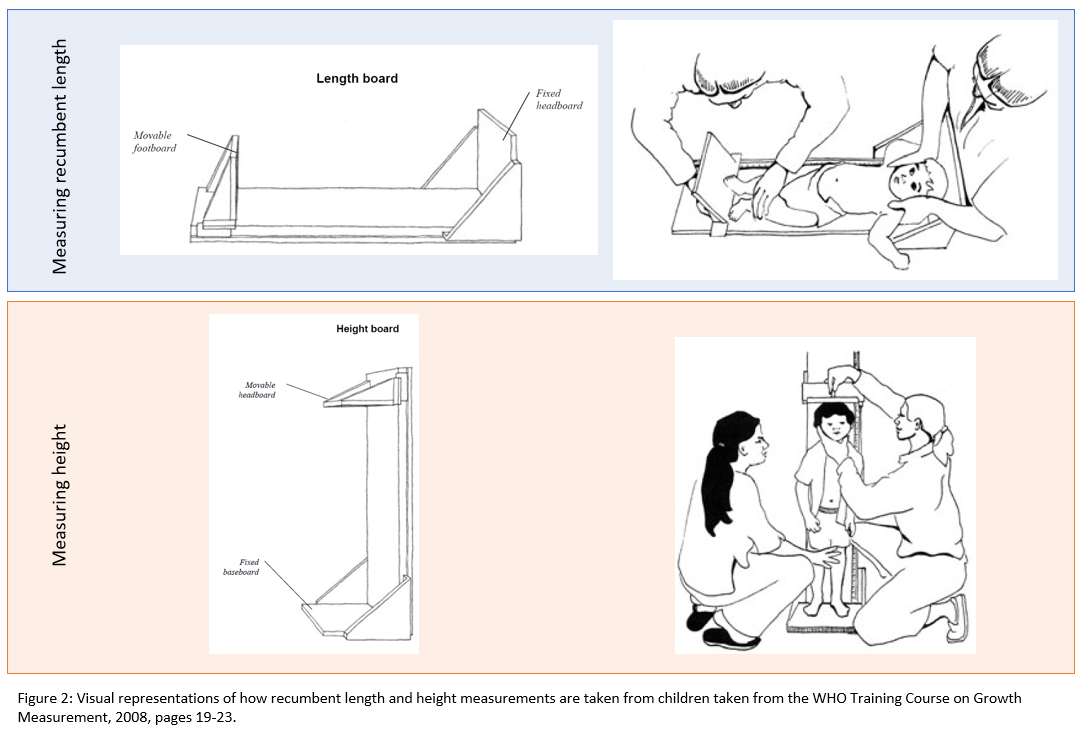 Measuring recumbent length
Length board
Fixed
headboard
Movable
footboard
Measuring height
Height board
Movable
headboard
Fixed
baseboard
Figure 2: Visual representations of how recumbent length and height measurements are taken from children taken from the WHO Training Course on Growth
Measurement, 2008, pages 19-23.